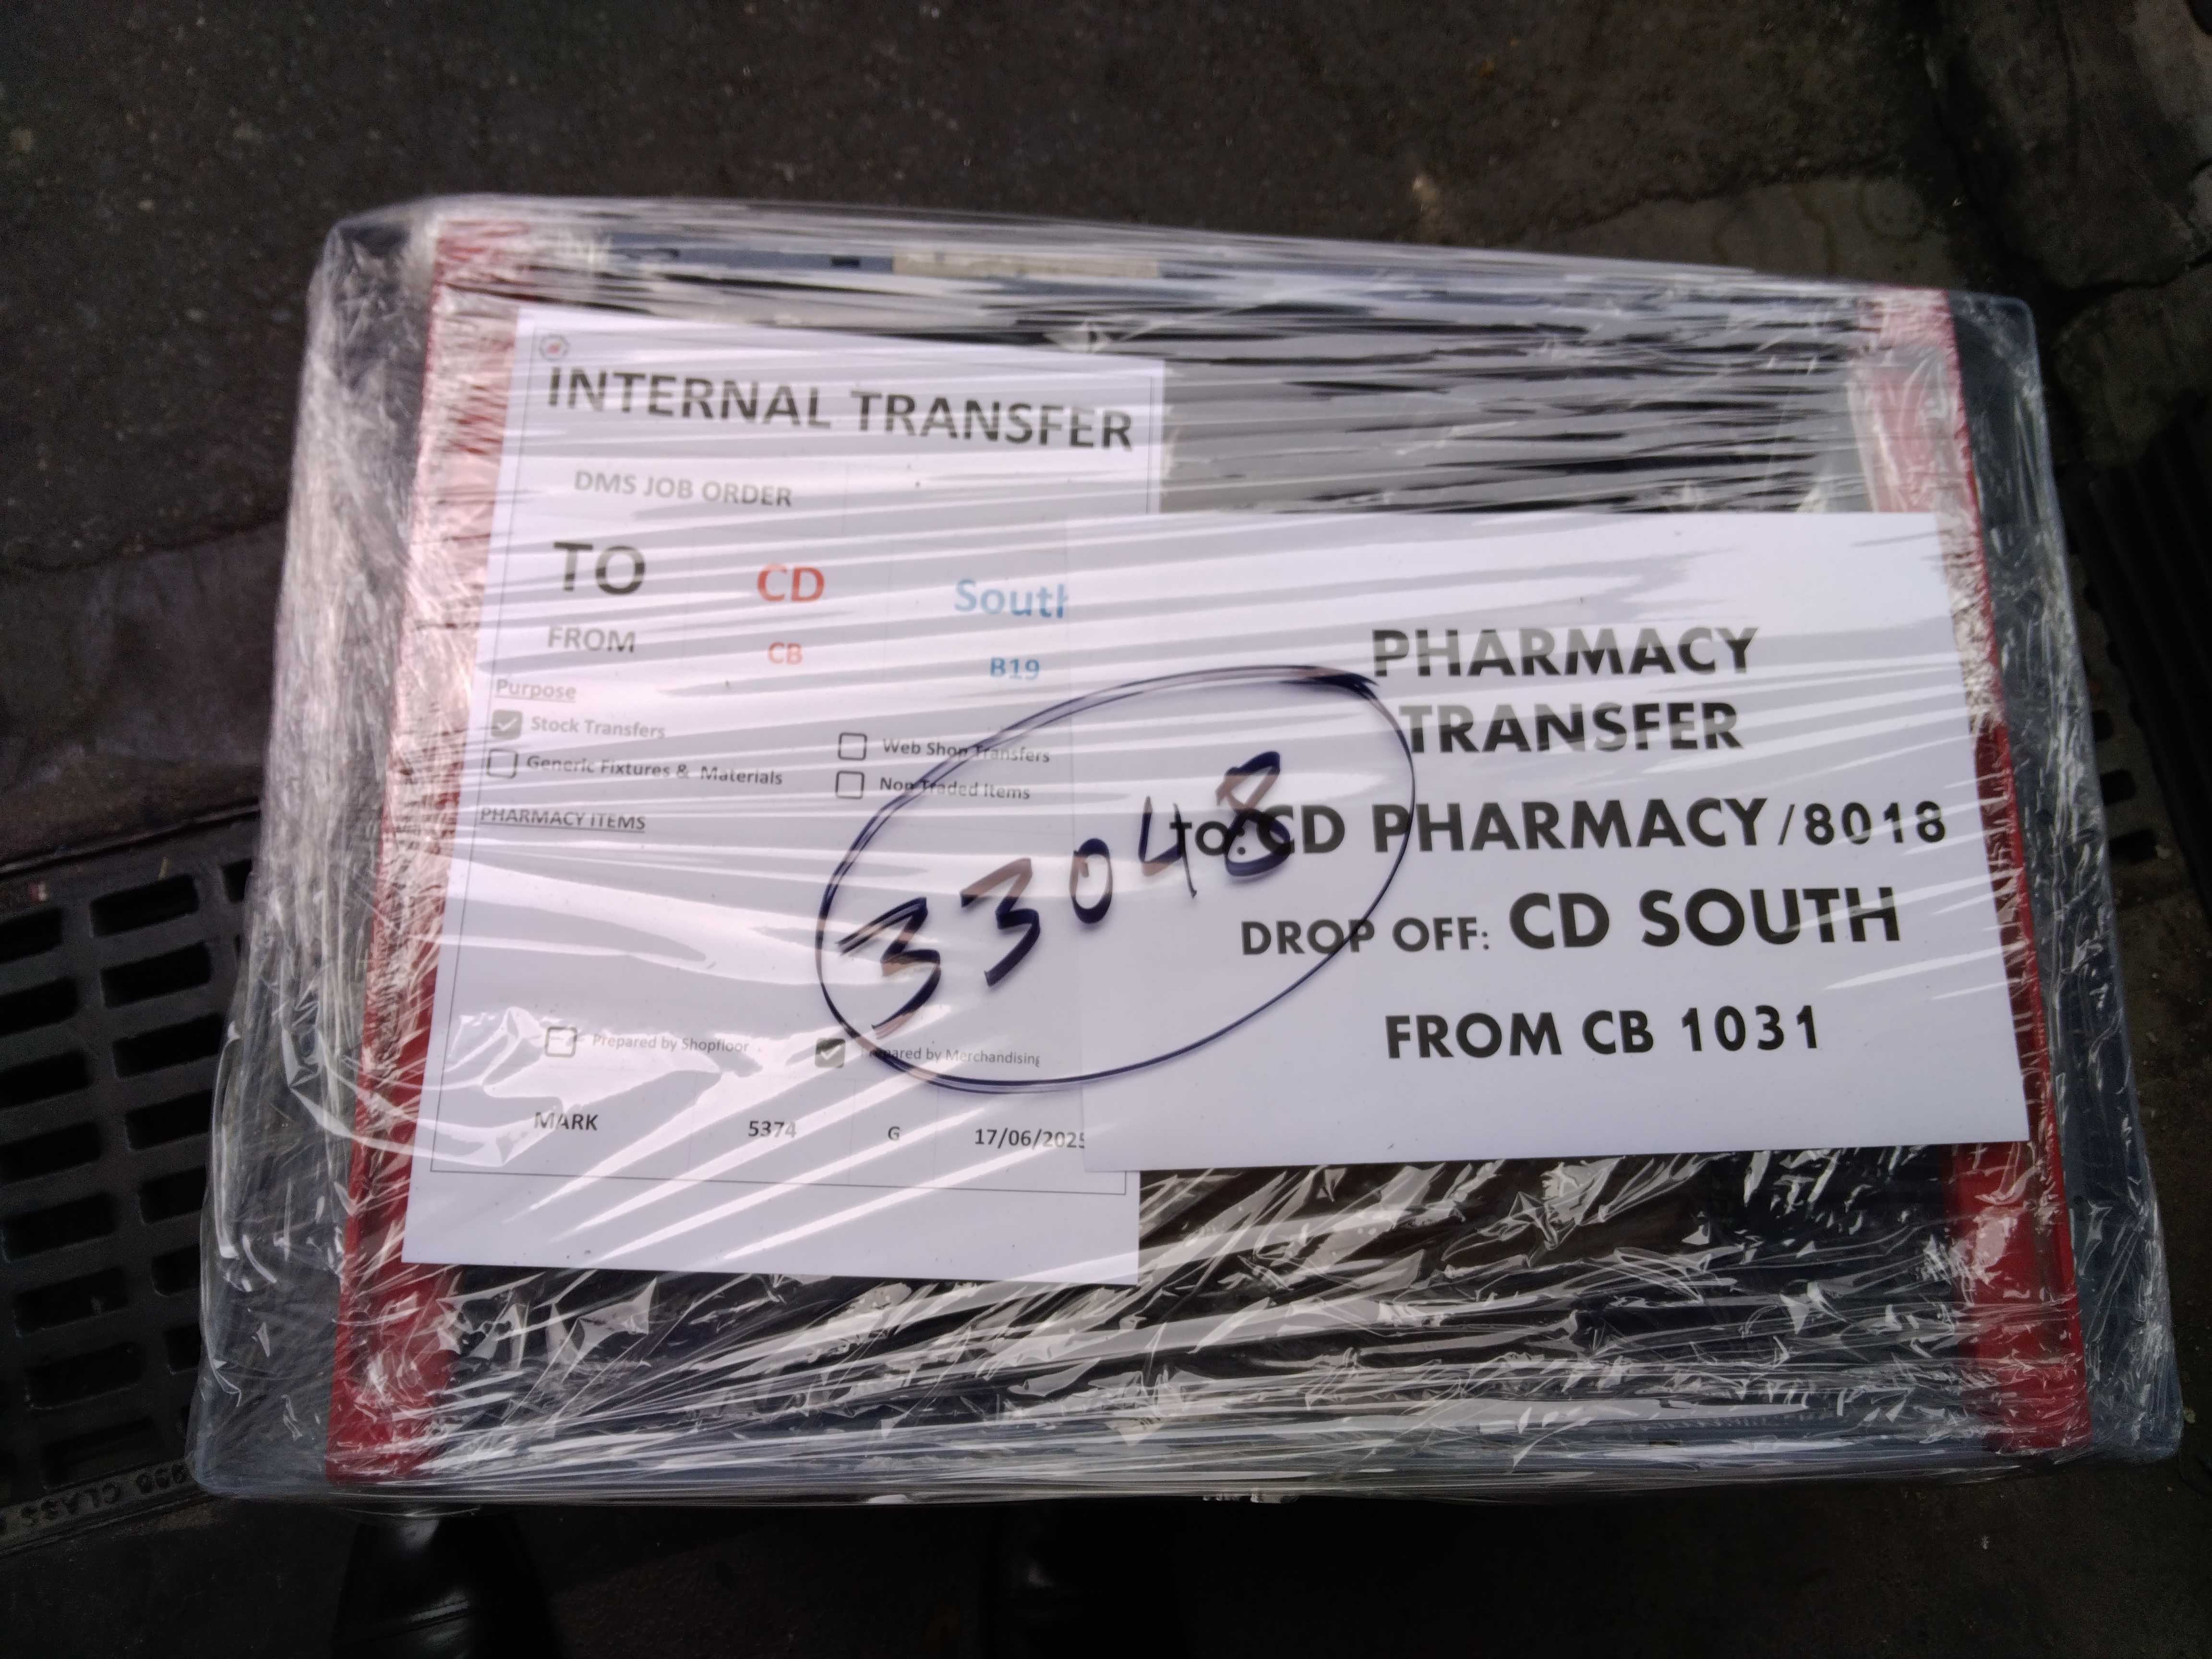 INTERNAL TRANSFER
DMS JOB ORDER
TO CD South
FROM CB B19
Purpose
Stock Transfers
Web Shop Transfers
Generic Fixtures & Materials
Non Traded Items
PHARMACY ITEMS
Prepared by Shopfloor
Prepared by Merchandising
MARK 5374 G 17/06/2025
33048
PHARMACY
TRANSFER
TO: CD PHARMACY/8018
DROP OFF: CD SOUTH
FROM CB 1031
CLASS